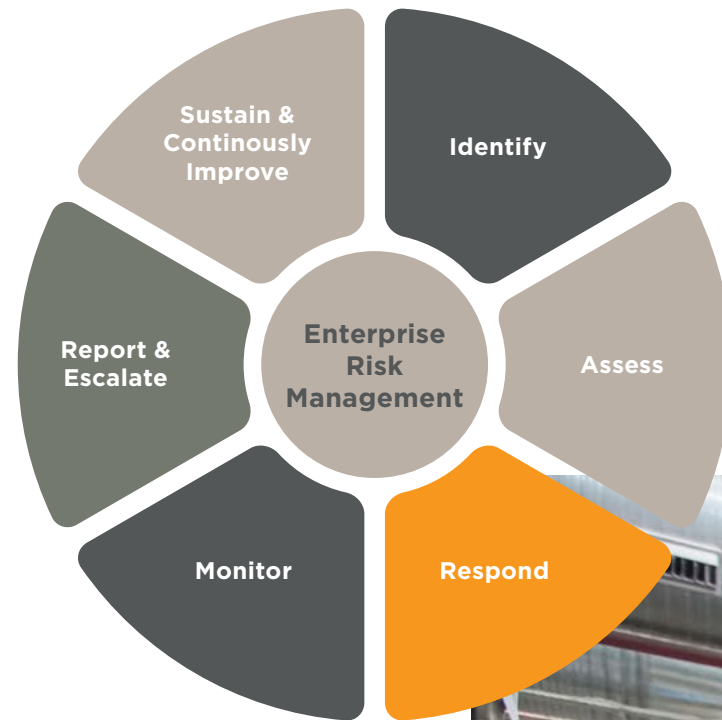 Sustain &
Continously
Improve
Identify
Report &
Escalate
Enterprise
Risk
Management
Assess
Monitor
Respond